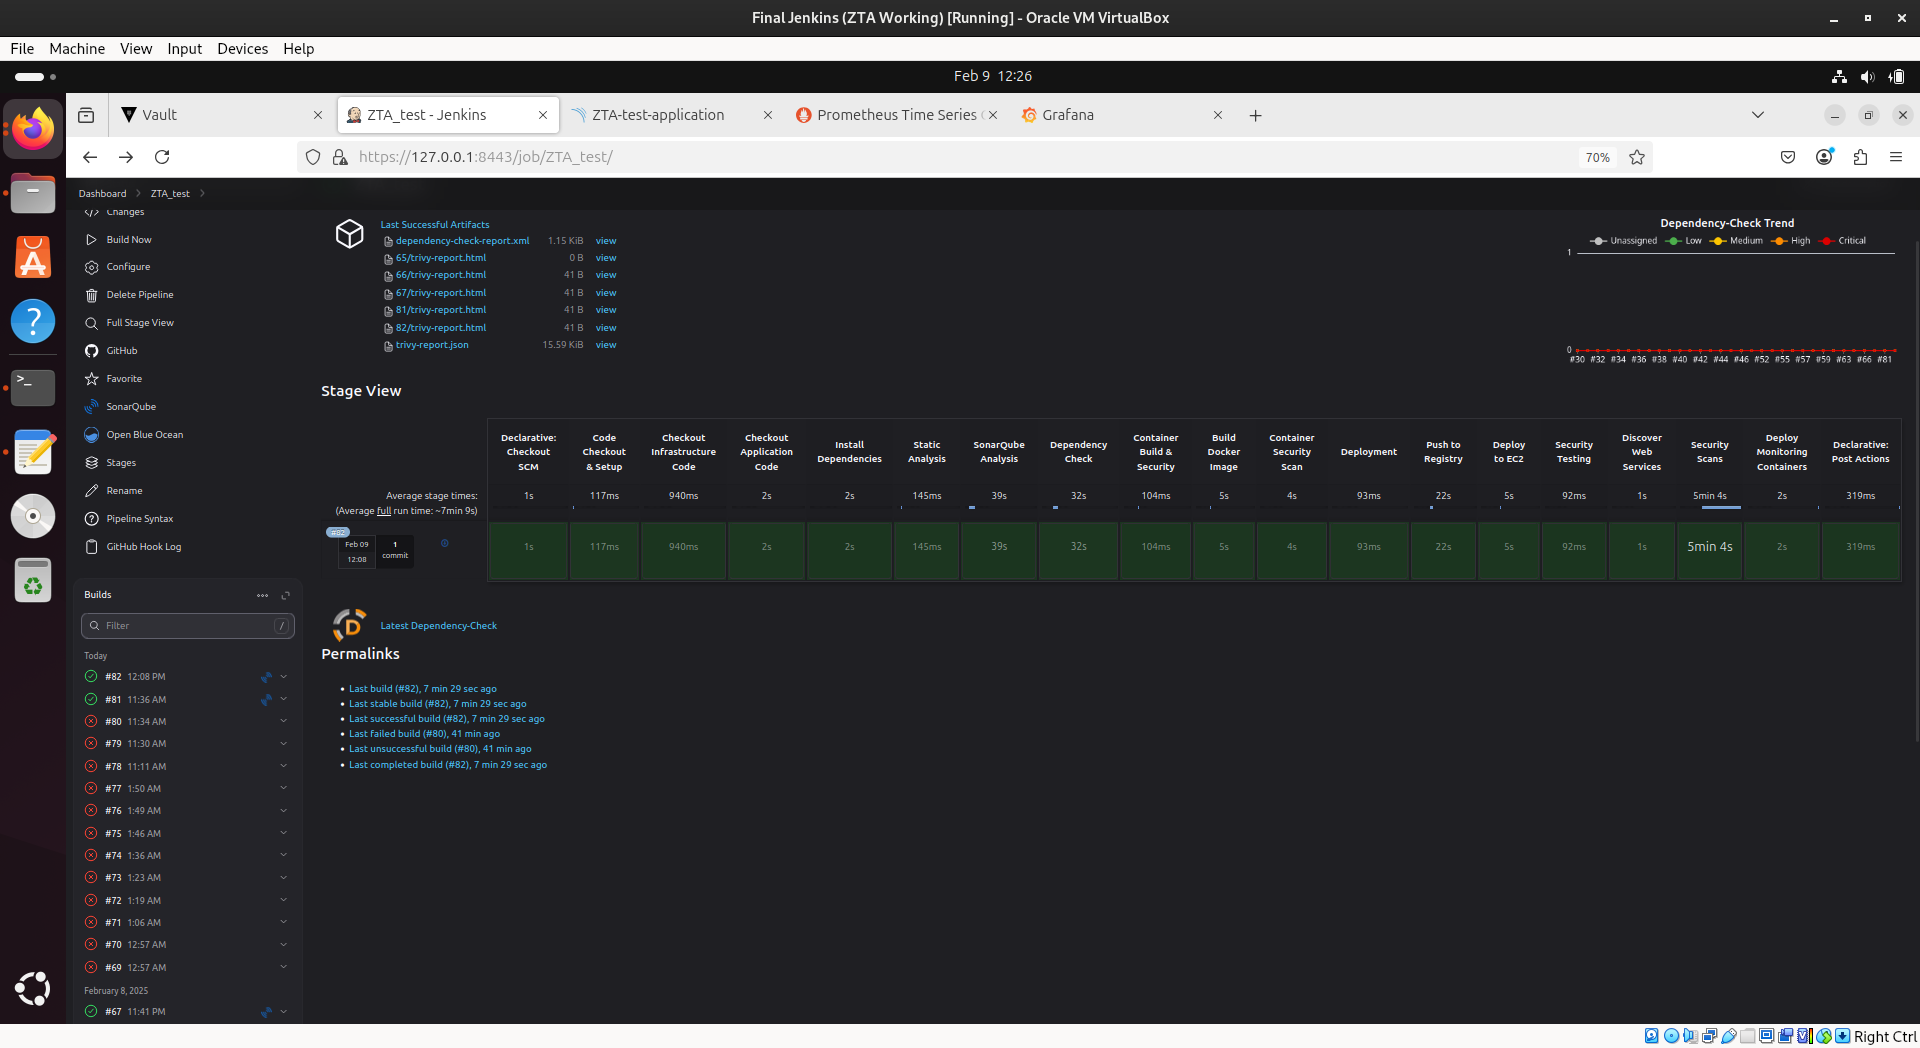 Final Jenkins (ZTA Working) [Running] - Oracle VM VirtualBox
File Machine View Input Devices Help
Feb 9 12:26
Vault
ZTA_test - Jenkins
ZTA-test-application
Prometheus Time Series
Grafana
https://127.0.0.1:8443/job/ZTA_test/
70%
Dashboard
ZTA_test
Changes
Build Now
Configure
Delete Pipeline
Full Stage View
GitHub
Favorite
SonarQube
Open Blue Ocean
Stages
Rename
Pipeline Syntax
GitHub Hook Log
Builds
Filter
/
Today
#82 12:08 PM
#81 11:36 AM
#80 11:34 AM
#79 11:30 AM
#78 11:11 AM
#77 1:50 AM
#76 1:49 AM
#75 1:46 AM
#74 1:36 AM
#73 1:23 AM
#72 1:19 AM
#71 1:06 AM
#70 12:57 AM
#69 12:57 AM
February 8, 2025
#67 11:41 PM
Last Successful Artifacts
dependency-check-report.xml 1.15 KiB view
65/trivy-report.html 0 B view
66/trivy-report.html 41 B view
67/trivy-report.html 41 B view
81/trivy-report.html 41 B view
82/trivy-report.html 41 B view
trivy-report.json 15.59 KiB view
Dependency-Check Trend
Unassigned Low Medium High Critical
1
0
#30 #32 #34 #36 #38 #40 #42 #44 #46 #52 #55 #57 #59 #63 #66 #81
Stage View
Declarative: Checkout SCM
Code Checkout & Setup
Checkout Infrastructure Code
Checkout Application Code
Install Dependencies
Static Analysis
SonarQube Analysis
Dependency Check
Container Build & Security
Build Docker Image
Container Security Scan
Deployment
Push to Registry
Deploy to EC2
Security Testing
Discover Web Services
Security Scans
Deploy Monitoring Containers
Declarative: Post Actions
Average stage times:
(Average full run time: ~7min 9s)
1s 117ms 940ms 2s 2s 145ms 39s 32s 104ms 5s 4s 93ms 22s 5s 92ms 1s 5min 4s 2s 319ms
#82
Feb 09
12:08
1
commit
1s 117ms 940ms 2s 2s 145ms 39s 32s 104ms 5s 4s 93ms 22s 5s 92ms 1s 5min 4s 2s 319ms
Latest Dependency-Check
Permalinks
Last build (#82), 7 min 29 sec ago
Last stable build (#82), 7 min 29 sec ago
Last successful build (#82), 7 min 29 sec ago
Last failed build (#80), 41 min ago
Last unsuccessful build (#80), 41 min ago
Last completed build (#82), 7 min 29 sec ago
Right Ctrl